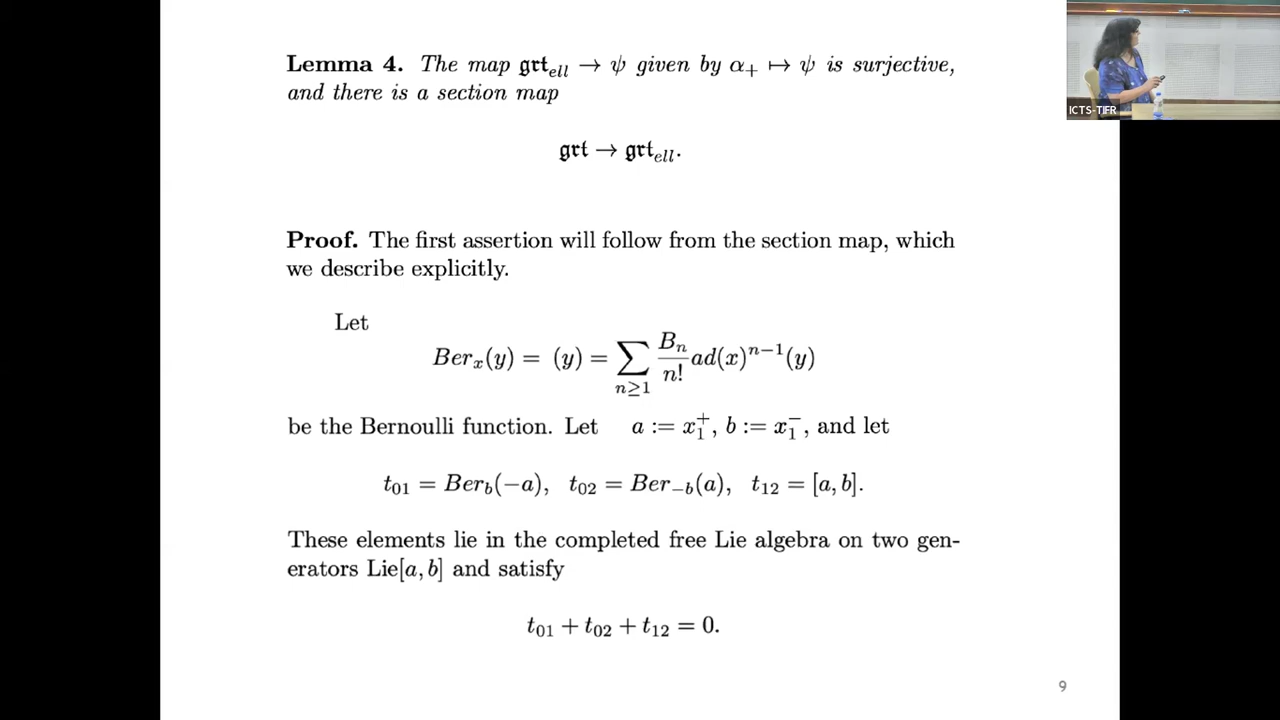 Lemma 4. The map 𝔤𝔯𝔱_{ell} → ψ given by α₊ ↦ ψ is surjective,
and there is a section map
𝔤𝔯𝔱 → 𝔤𝔯𝔱_{ell}.
Proof. The first assertion will follow from the section map, which
we describe explicitly.
Let
Ber_x(y) = (y) = ∑_{n≥1} B_n/n! ad(x)^{n−1}(y)
be the Bernoulli function. Let a := x_1^+, b := x_1^−, and let
t_{01} = Ber_b(−a), t_{02} = Ber_{−b}(a), t_{12} = [a, b].
These elements lie in the completed free Lie algebra on two gen-
erators Lie[a, b] and satisfy
t_{01} + t_{02} + t_{12} = 0.
9
ICTS-TIFR